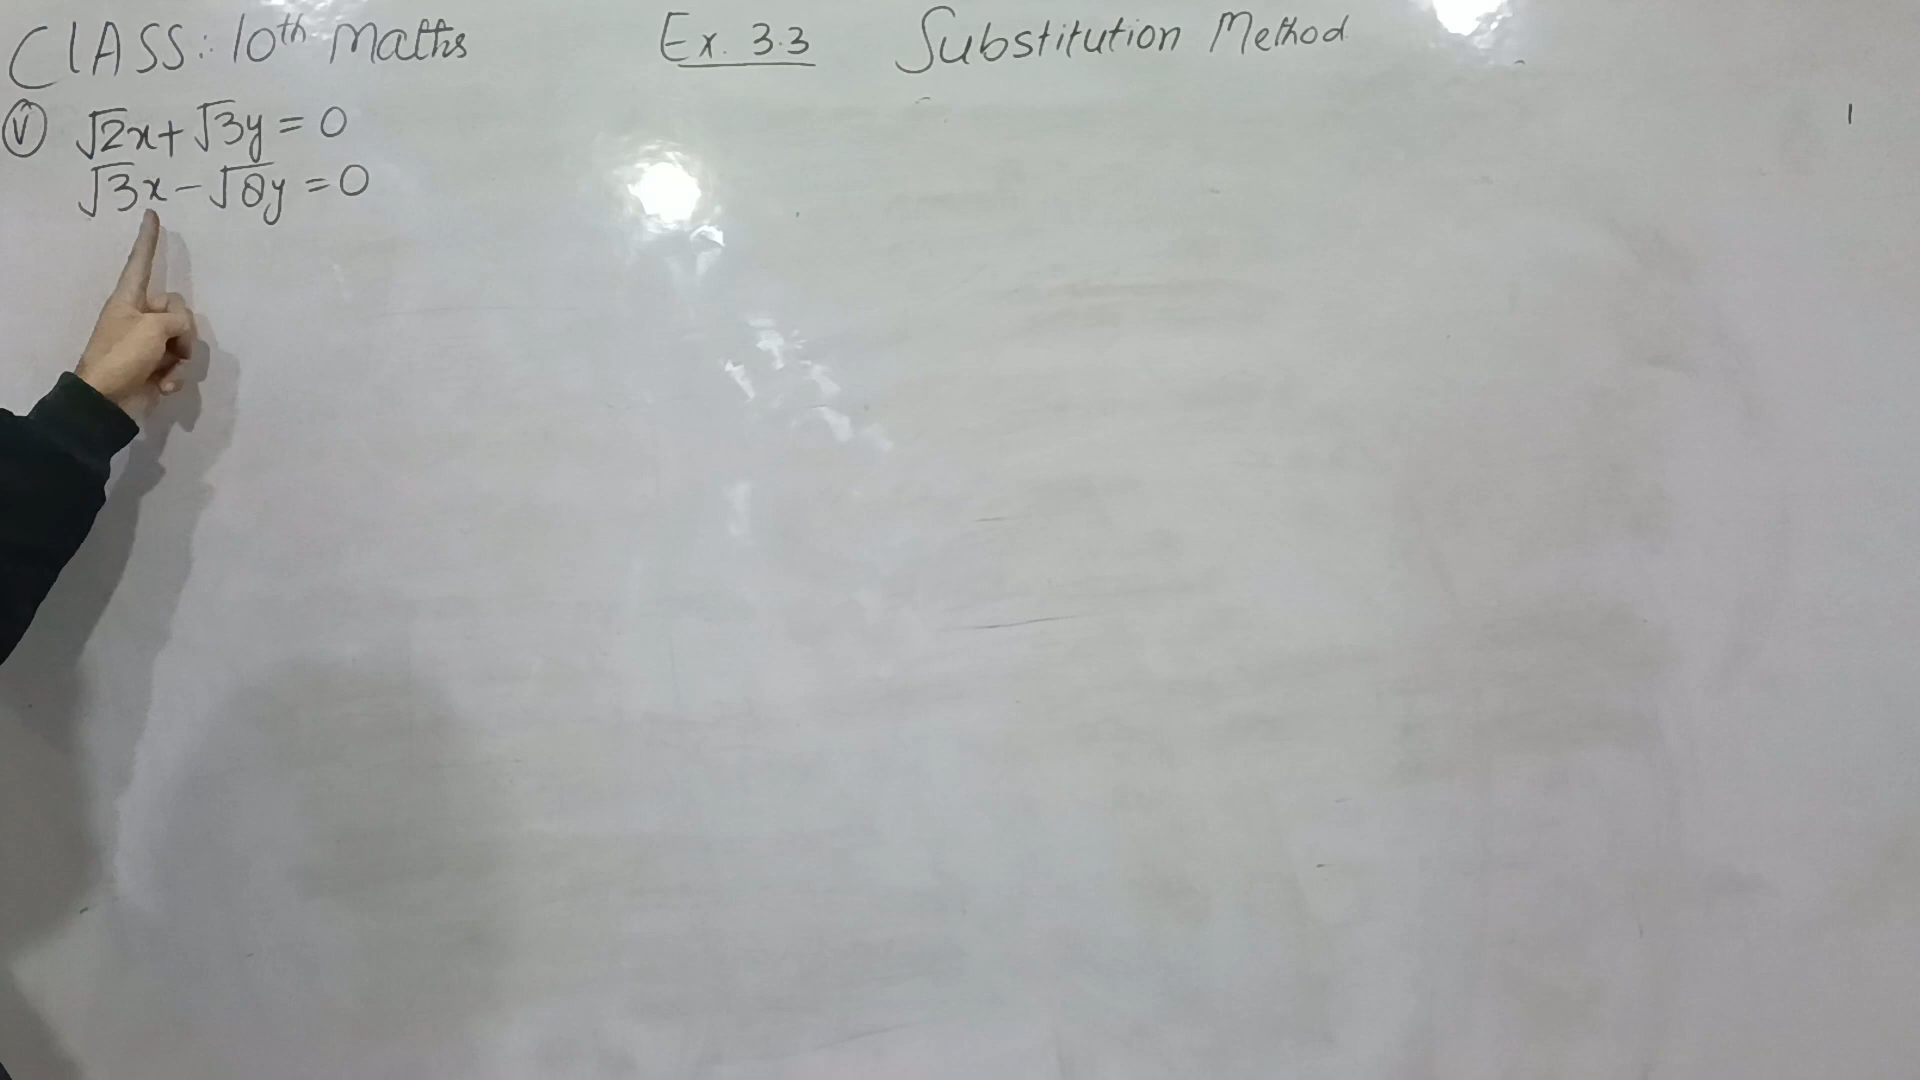 CLASS: 10th Maths Ex. 3.3 Substitution Method
(v) √2x + √3y = 0
√3x - √8y = 0